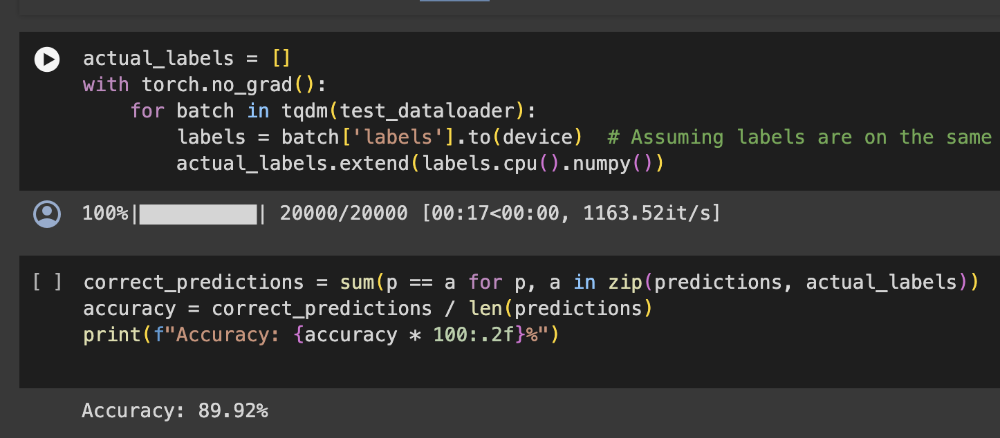 actual_labels = []
with torch.no_grad():
    for batch in tqdm(test_dataloader):
        labels = batch['labels'].to(device)  # Assuming labels are on the same
        actual_labels.extend(labels.cpu().numpy())
100%|██████████| 20000/20000 [00:17<00:00, 1163.52it/s]
[ ] correct_predictions = sum(p == a for p, a in zip(predictions, actual_labels))
accuracy = correct_predictions / len(predictions)
print(f"Accuracy: {accuracy * 100:.2f}%")
Accuracy: 89.92%